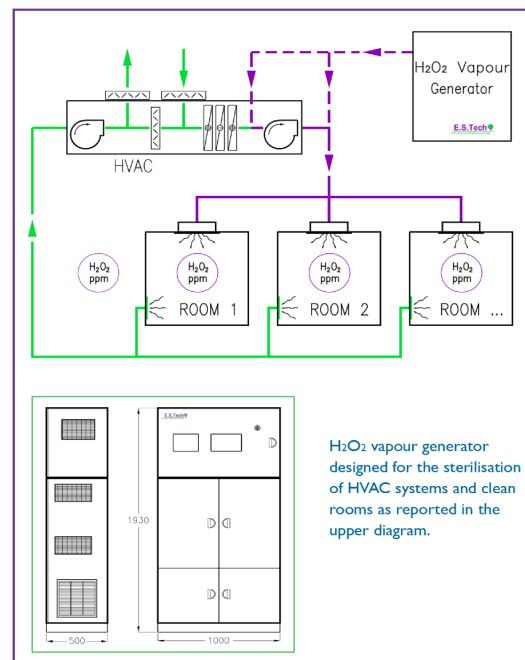 H2O2 Vapour
Generator
E.S.Tech
HVAC
H2O2
ppm
H2O2
ppm
H2O2
ppm
H2O2
ppm
ROOM 1
ROOM 2
ROOM ...
E.S.Tech
1930
500
1000
H2O2 vapour generator
designed for the sterilisation
of HVAC systems and clean
rooms as reported in the
upper diagram.